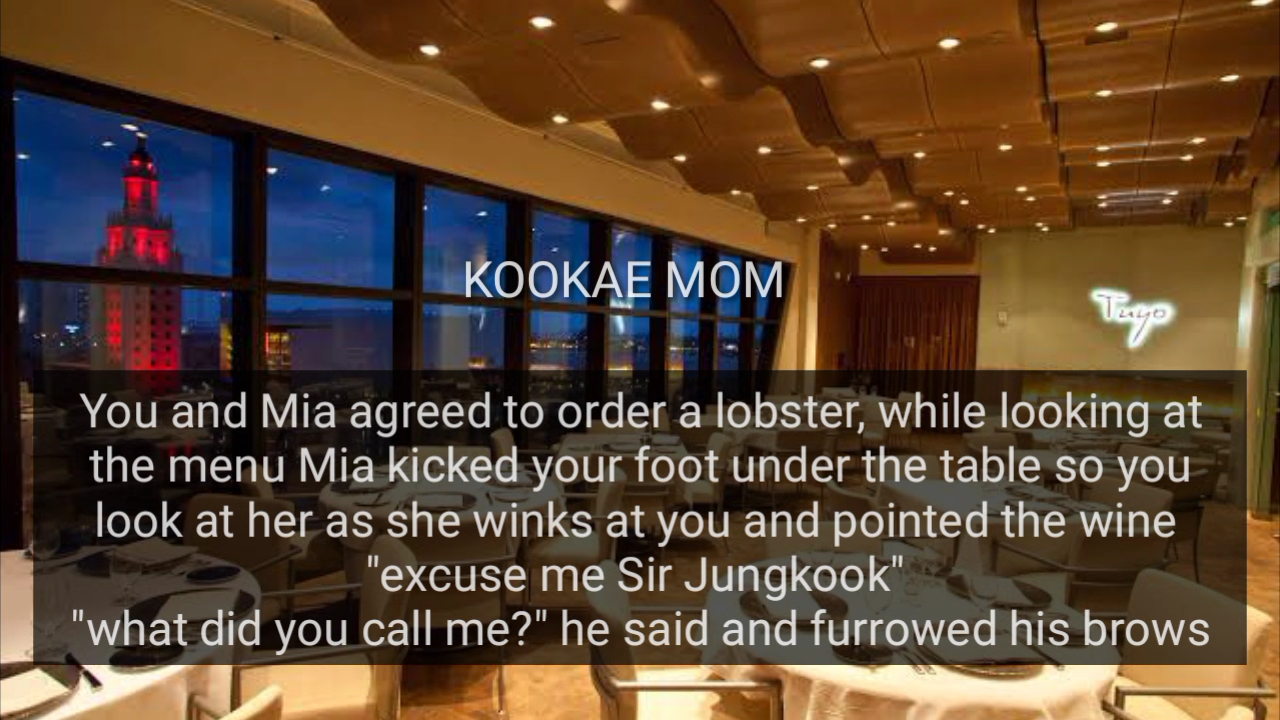 KOOKAE MOM
Tuyo
You and Mia agreed to order a lobster, while looking at
the menu Mia kicked your foot under the table so you
look at her as she winks at you and pointed the wine
"excuse me Sir Jungkook"
"what did you call me?" he said and furrowed his brows